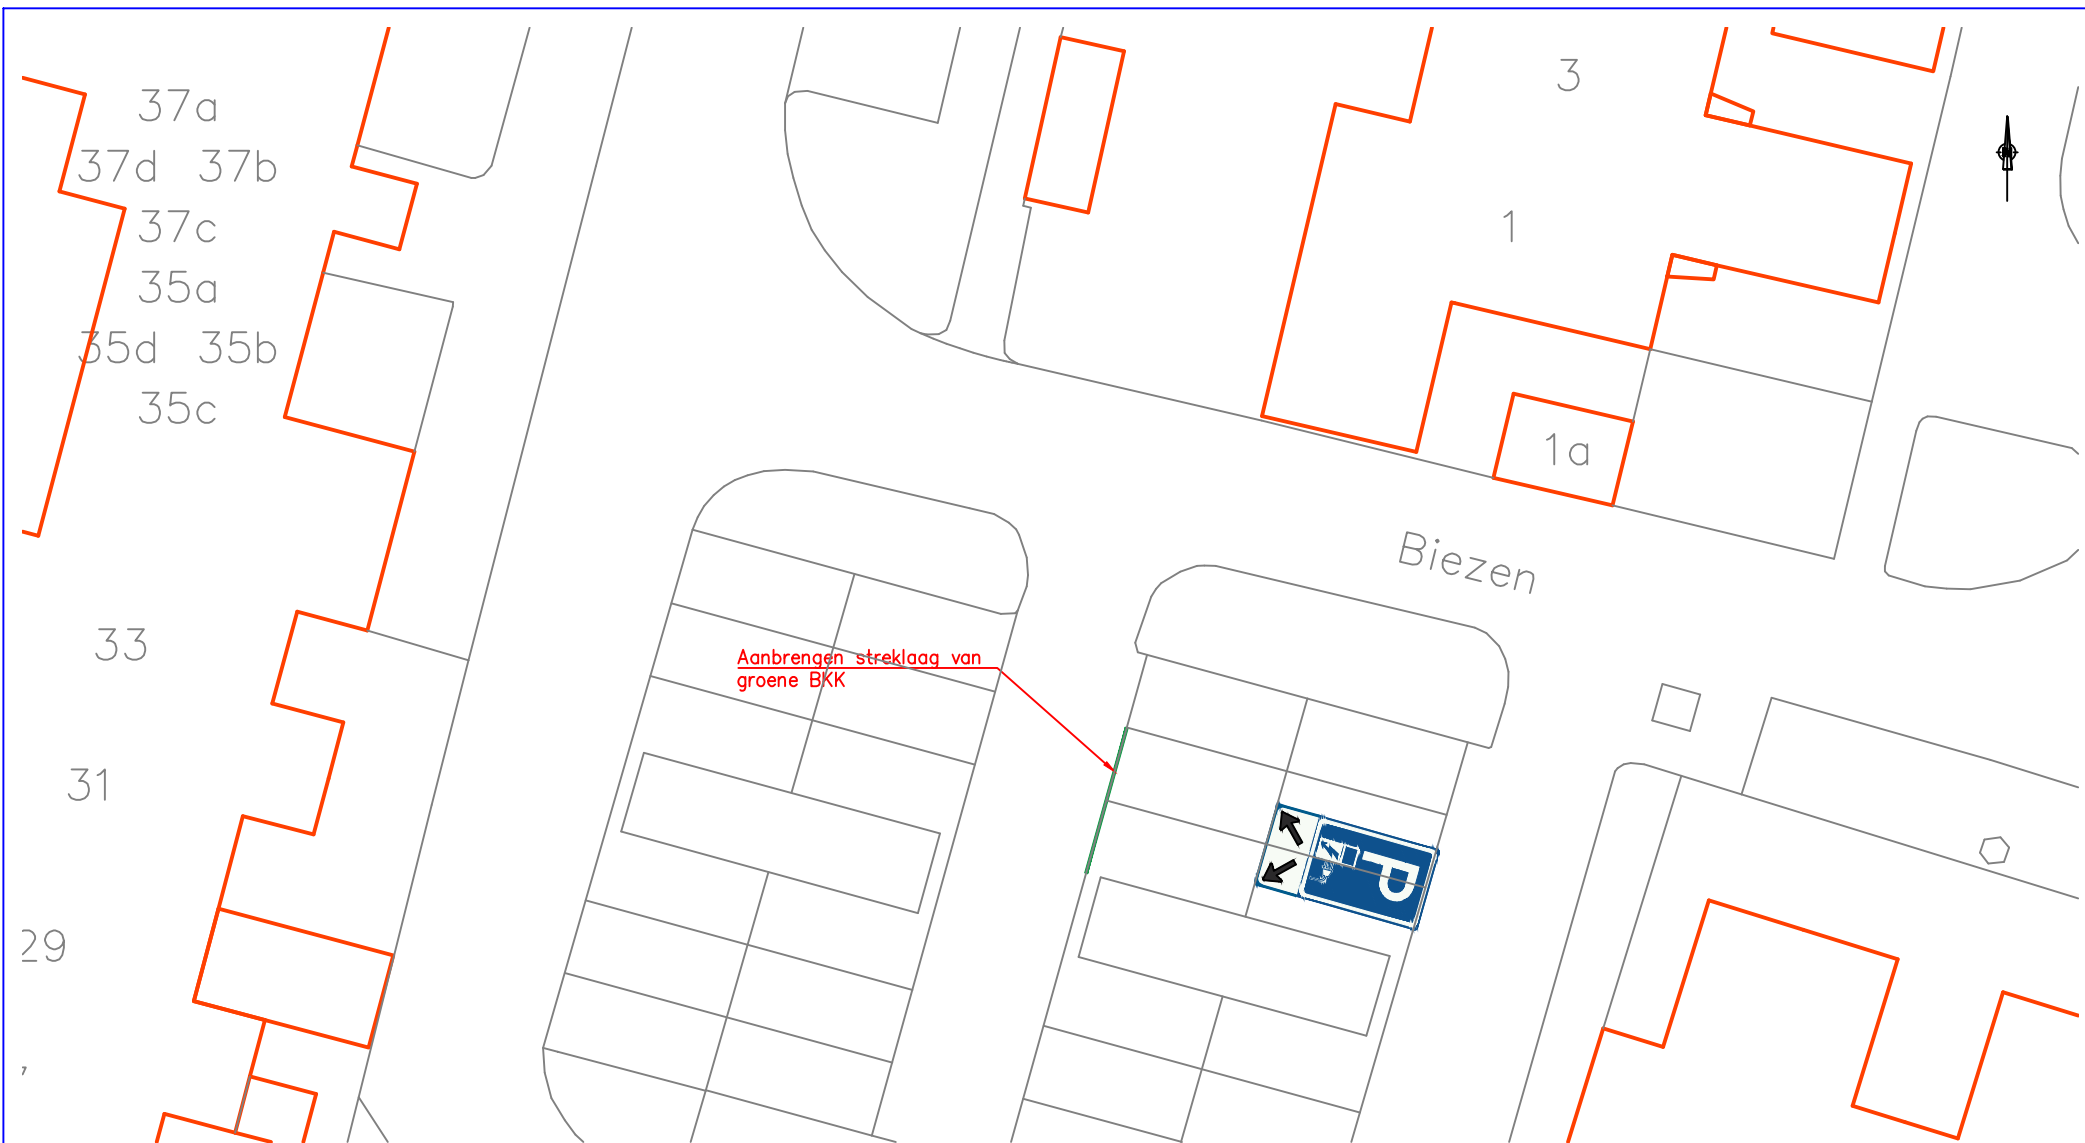 37a
37d 37b
37c
35a
35d 35b
35c
33
31
29
3
1
1a
Biezen
Aanbrengen streklaag van
groene BKK
P